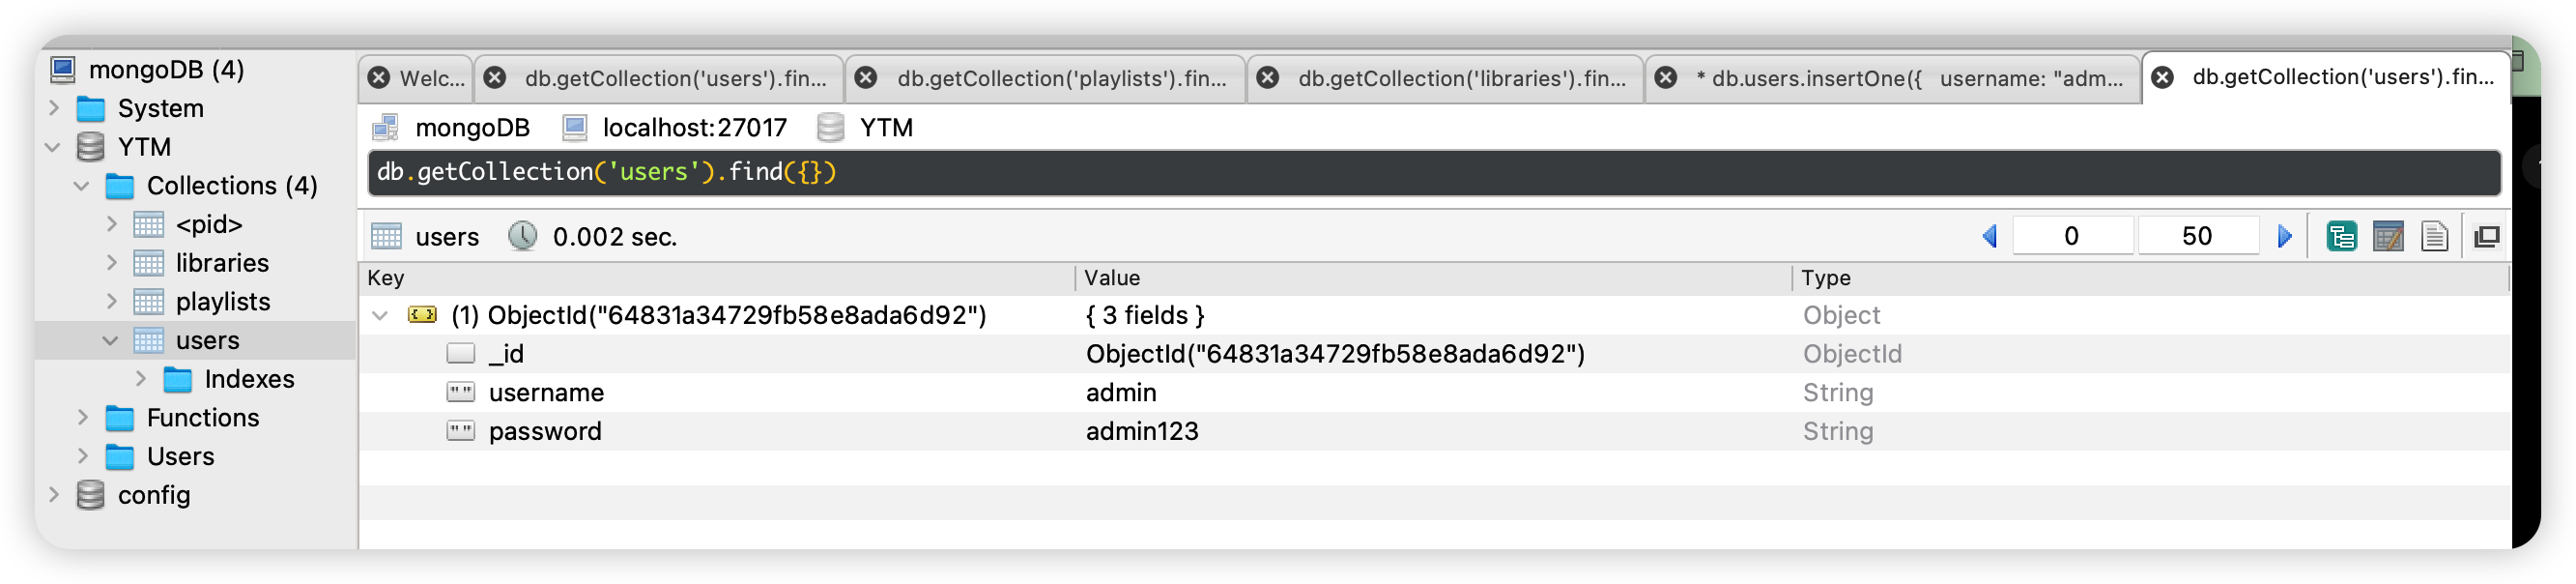 mongoDB (4)
System
YTM
Collections (4)
<pid>
libraries
playlists
users
Indexes
Functions
Users
config
Welc...
db.getCollection('users').fin...
db.getCollection('playlists').fin...
db.getCollection('libraries').fin...
* db.users.insertOne({ username: "adm...
db.getCollection('users').fin...
mongoDB localhost:27017 YTM
db.getCollection('users').find({})
users 0.002 sec. 0 50
Key Value Type
(1) ObjectId("64831a34729fb58e8ada6d92") { 3 fields } Object
_id ObjectId("64831a34729fb58e8ada6d92") ObjectId
username admin String
password admin123 String